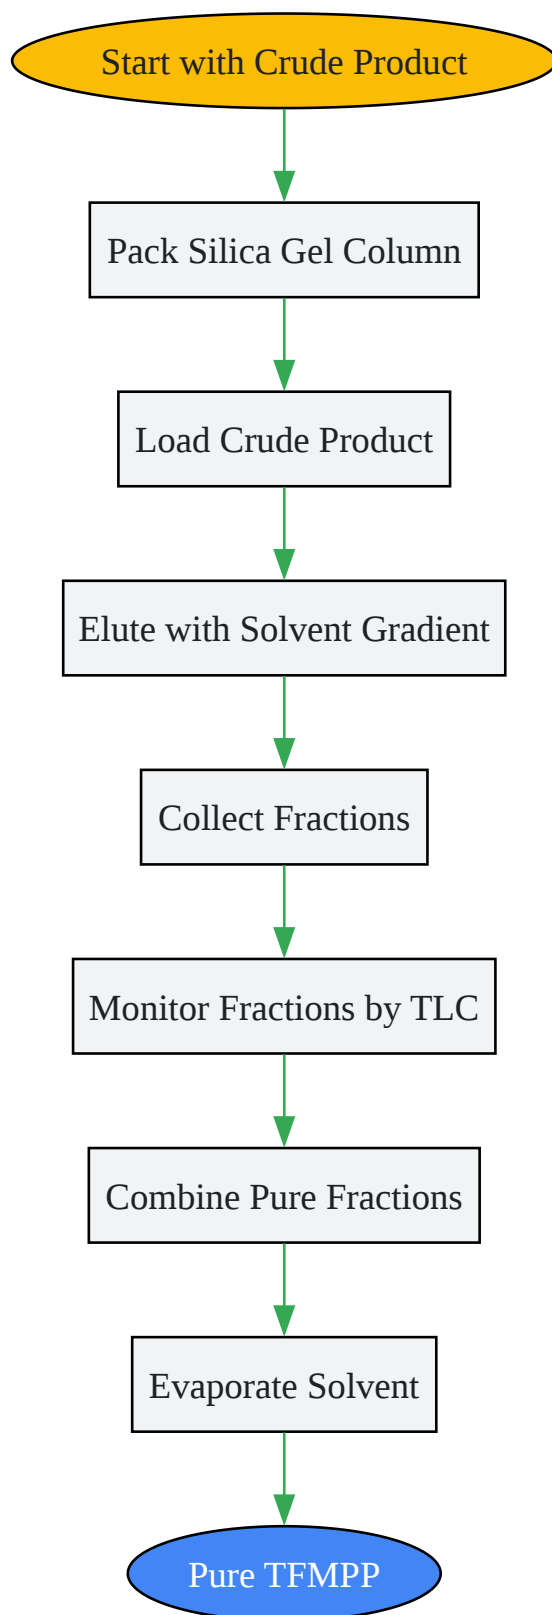 Start with Crude Product
Pack Silica Gel Column
Load Crude Product
Elute with Solvent Gradient
Collect Fractions
Monitor Fractions by TLC
Combine Pure Fractions
Evaporate Solvent
Pure TFMPP